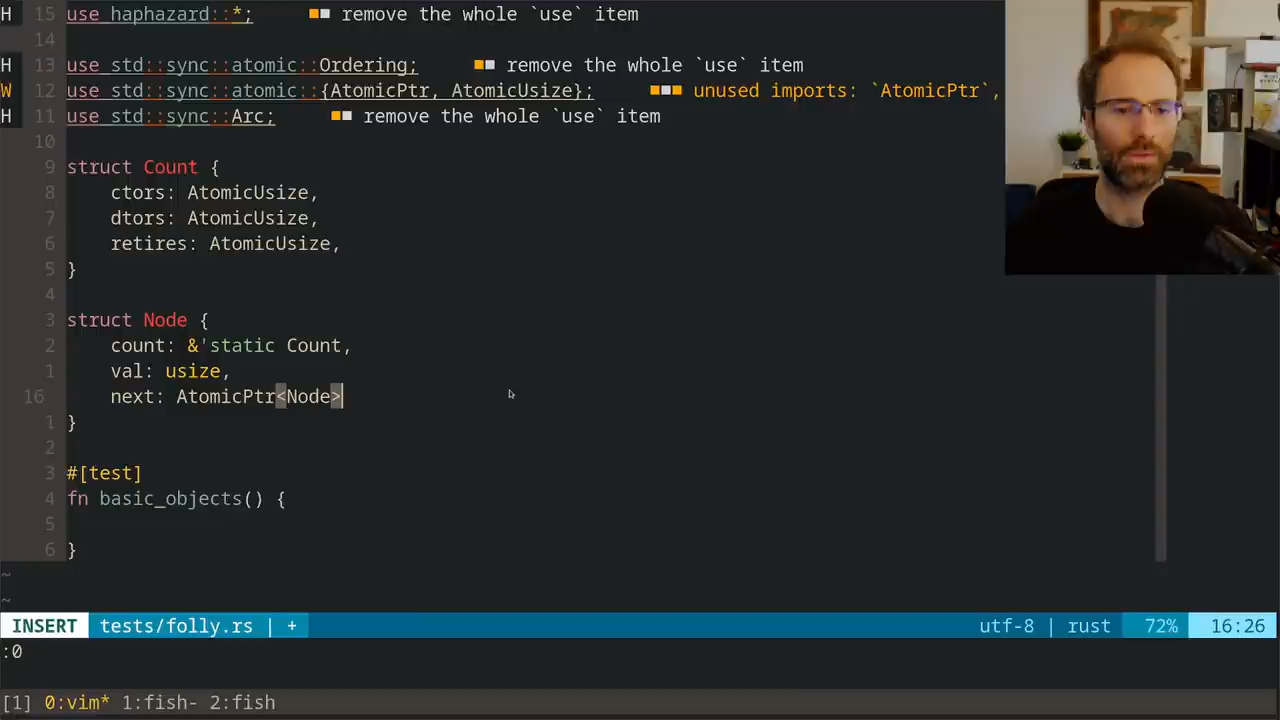 H 15 use haphazard::*; ■■ remove the whole `use` item
14
H 13 use std::sync::atomic::Ordering; ■■ remove the whole `use` item
W 12 use std::sync::atomic::{AtomicPtr, AtomicUsize}; ■■■ unused imports: `AtomicPtr`,
H 11 use std::sync::Arc; ■■ remove the whole `use` item
10
9 struct Count {
8 ctors: AtomicUsize,
7 dtors: AtomicUsize,
6 retires: AtomicUsize,
5 }
4
3 struct Node {
2 count: &'static Count,
1 val: usize,
16 next: AtomicPtr<Node>
1 }
2
3 #[test]
4 fn basic_objects() {
5
6 }
~
~
INSERT tests/folly.rs | + utf-8 | rust 72% 16:26
:0
[1] 0:vim* 1:fish- 2:fish